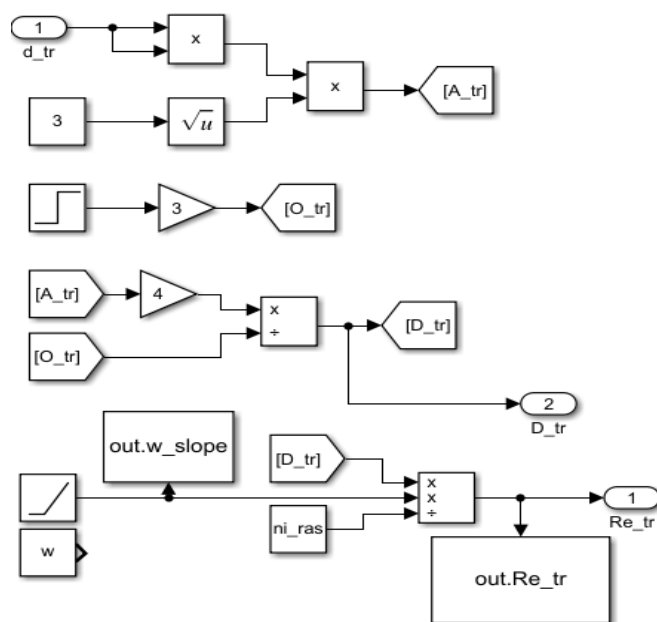 1
d_tr
x
x
[A_tr]
3
√u
3
[O_tr]
[A_tr]
4
x
÷
[O_tr]
[D_tr]
2
D_tr
out.w_slope
[D_tr]
x
x
÷
1
Re_tr
ni_ras
w
out.Re_tr